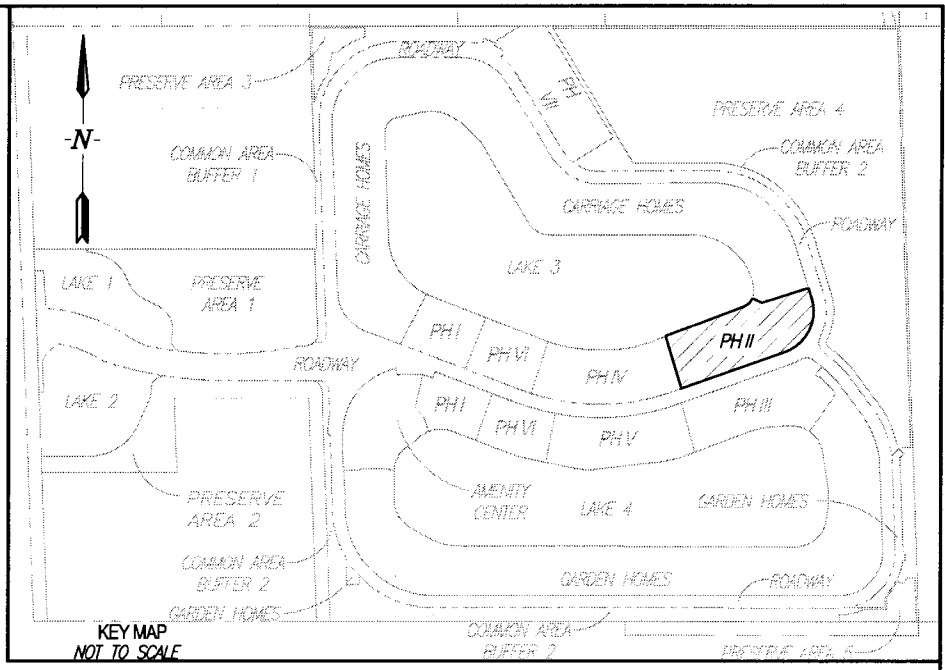 ROADWAY
PRESERVE AREA 3
PH
VII
PRESERVE AREA 4
-N-
COMMON AREA
BUFFER 1
COMMON AREA
BUFFER 2
CARRIAGE HOMES
CARRIAGE HOMES
ROADWAY
LAKE 3
LAKE 1
PRESERVE
AREA 1
PH I
PH VI
PH II
ROADWAY
PH IV
LAKE 2
PH I
PH VI
PH V
PH III
PRESERVE
AREA 2
AMENITY
CENTER
LAKE 4
GARDEN HOMES
COMMON AREA
BUFFER 2
GARDEN HOMES
ROADWAY
GARDEN HOMES
KEY MAP
NOT TO SCALE
COMMON AREA
BUFFER 2
PRESERVE AREA 5